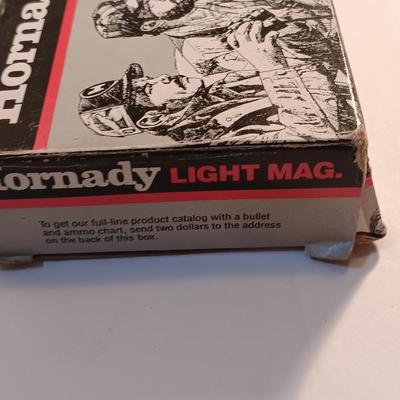 Horna
Hornady LIGHT MAG.
To get our full-line product catalog with a bullet
and ammo chart, send two dollars to the address
on the back of this box.